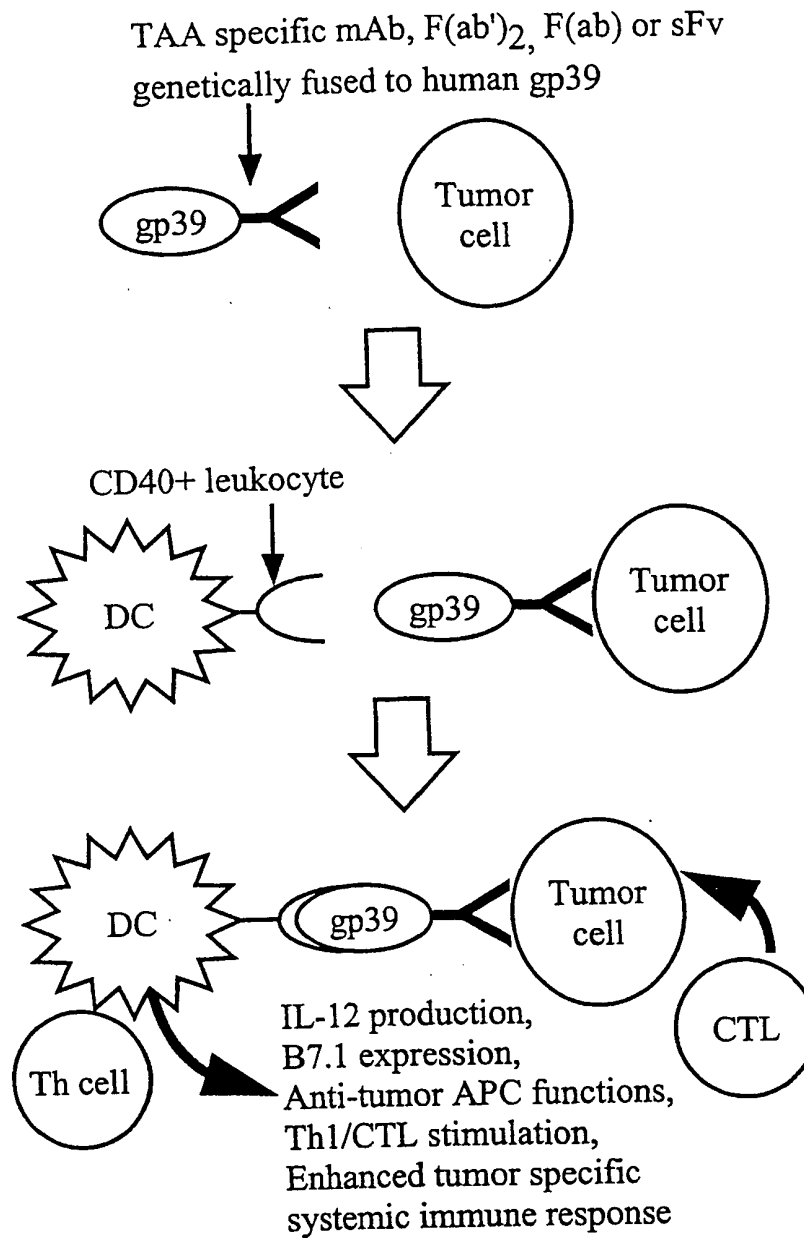 TAA specific mAb, F(ab')2, F(ab) or sFv
genetically fused to human gp39
gp39
Tumor
cell
CD40+ leukocyte
DC
gp39
Tumor
cell
DC
gp39
Tumor
cell
Th cell
IL-12 production,
B7.1 expression,
Anti-tumor APC functions,
Th1/CTL stimulation,
Enhanced tumor specific
systemic immune response
CTL